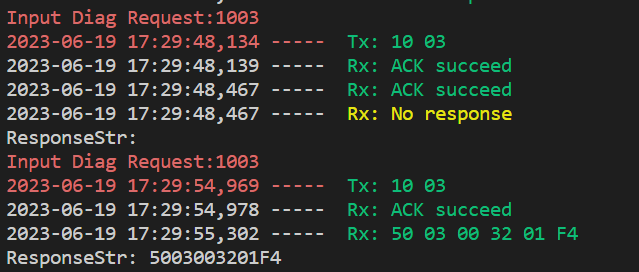 Input Diag Request:1003
2023-06-19 17:29:48,134 ----- Tx: 10 03
2023-06-19 17:29:48,139 ----- Rx: ACK succeed
2023-06-19 17:29:48,467 ----- Rx: ACK succeed
2023-06-19 17:29:48,467 ----- Rx: No response
ResponseStr:
Input Diag Request:1003
2023-06-19 17:29:54,969 ----- Tx: 10 03
2023-06-19 17:29:54,978 ----- Rx: ACK succeed
2023-06-19 17:29:55,302 ----- Rx: 50 03 00 32 01 F4
ResponseStr: 5003003201F4